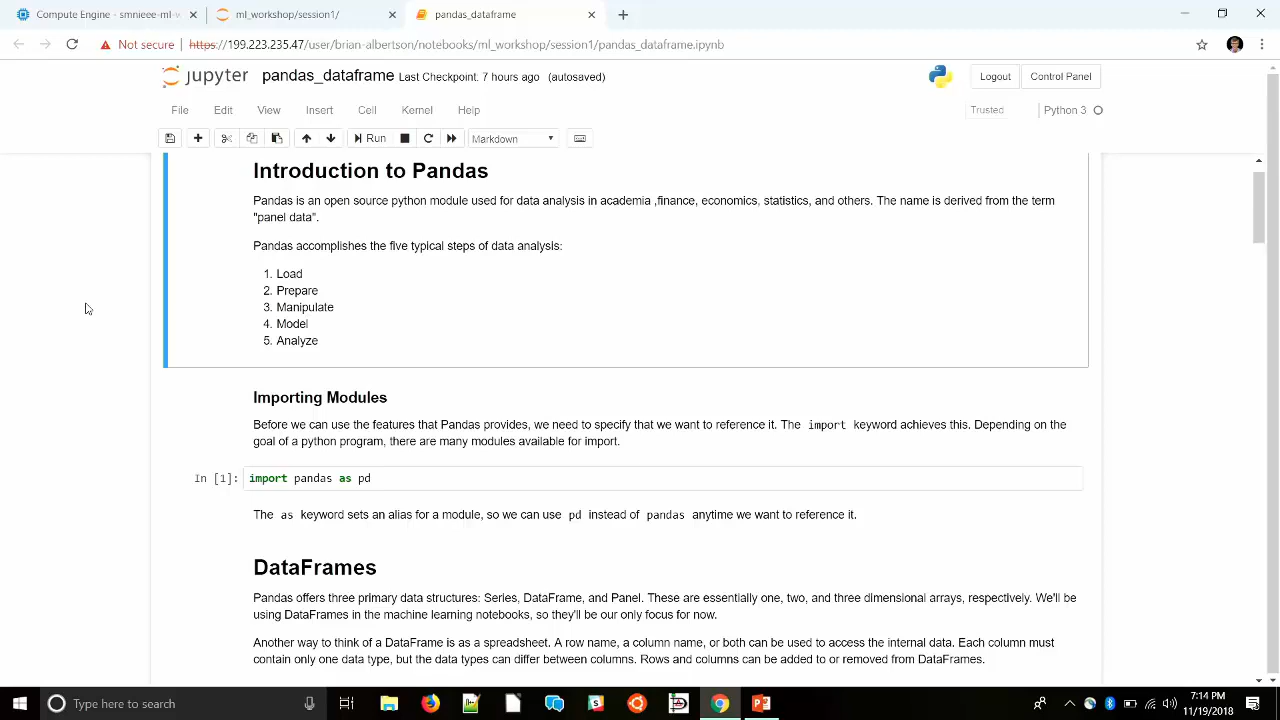 Compute Engine - smnieee-ml-w
ml_workshop/session1/
pandas_dataframe
Not secure
https://199.223.235.47/user/brian-albertson/notebooks/ml_workshop/session1/pandas_dataframe.ipynb
jupyter pandas_dataframe Last Checkpoint: 7 hours ago (autosaved)
Logout
Control Panel
File Edit View Insert Cell Kernel Help
Trusted
Python 3
Run
Markdown
Introduction to Pandas
Pandas is an open source python module used for data analysis in academia ,finance, economics, statistics, and others. The name is derived from the term
"panel data".
Pandas accomplishes the five typical steps of data analysis:
1. Load
2. Prepare
3. Manipulate
4. Model
5. Analyze
Importing Modules
Before we can use the features that Pandas provides, we need to specify that we want to reference it. The import keyword achieves this. Depending on the
goal of a python program, there are many modules available for import.
In [1]: import pandas as pd
The as keyword sets an alias for a module, so we can use pd instead of pandas anytime we want to reference it.
DataFrames
Pandas offers three primary data structures: Series, DataFrame, and Panel. These are essentially one, two, and three dimensional arrays, respectively. We'll be
using DataFrames in the machine learning notebooks, so they'll be our only focus for now.
Another way to think of a DataFrame is as a spreadsheet. A row name, a column name, or both can be used to access the internal data. Each column must
contain only one data type, but the data types can differ between columns. Rows and columns can be added to or removed from DataFrames.
Type here to search
7:14 PM
11/19/2018